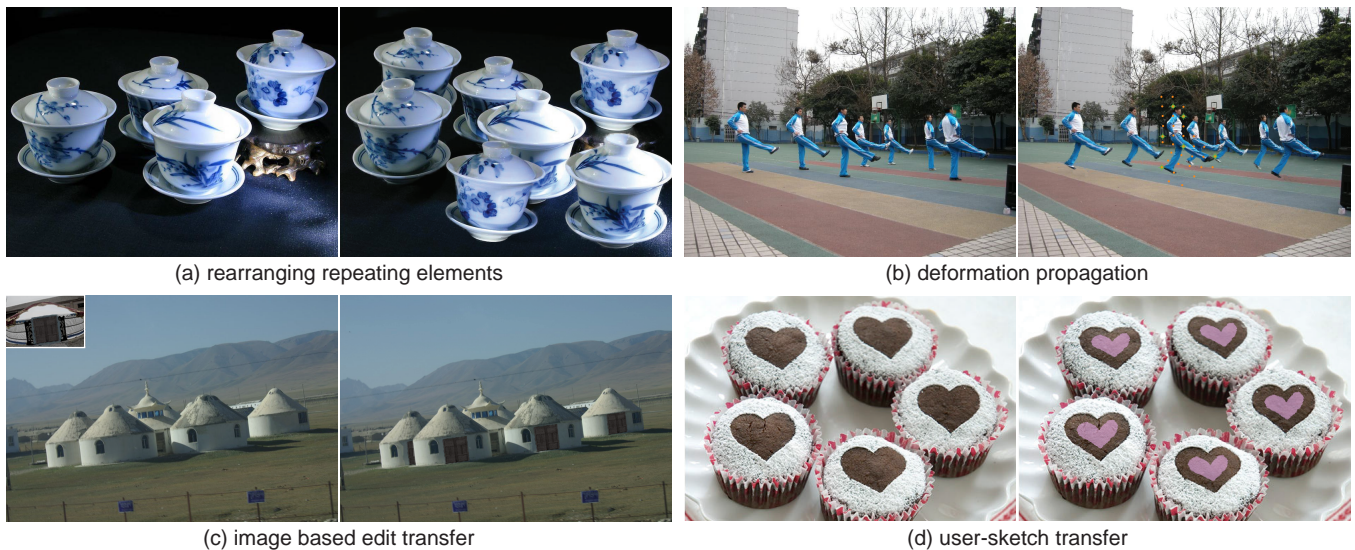 (a) rearranging repeating elements
(b) deformation propagation
(c) image based edit transfer
(d) user-sketch transfer